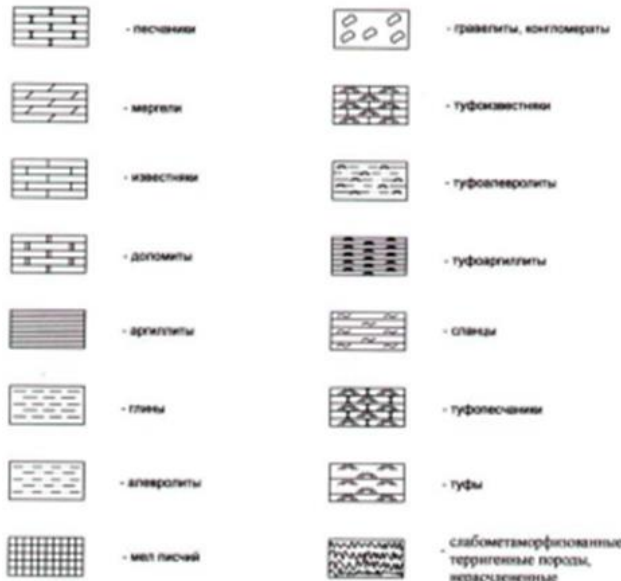 - песчаники
- мергели
- известняки
- доломиты
- аргиллиты
- глины
- алевролиты
- мел писчий
- гравелиты, конгломераты
- туфоизвестняки
- туфоалевролиты
- туфоаргиллиты
- сланцы
- туфопесчаники
- туфы
- слабометаморфизованные
терригенные породы,
нерасчлененные